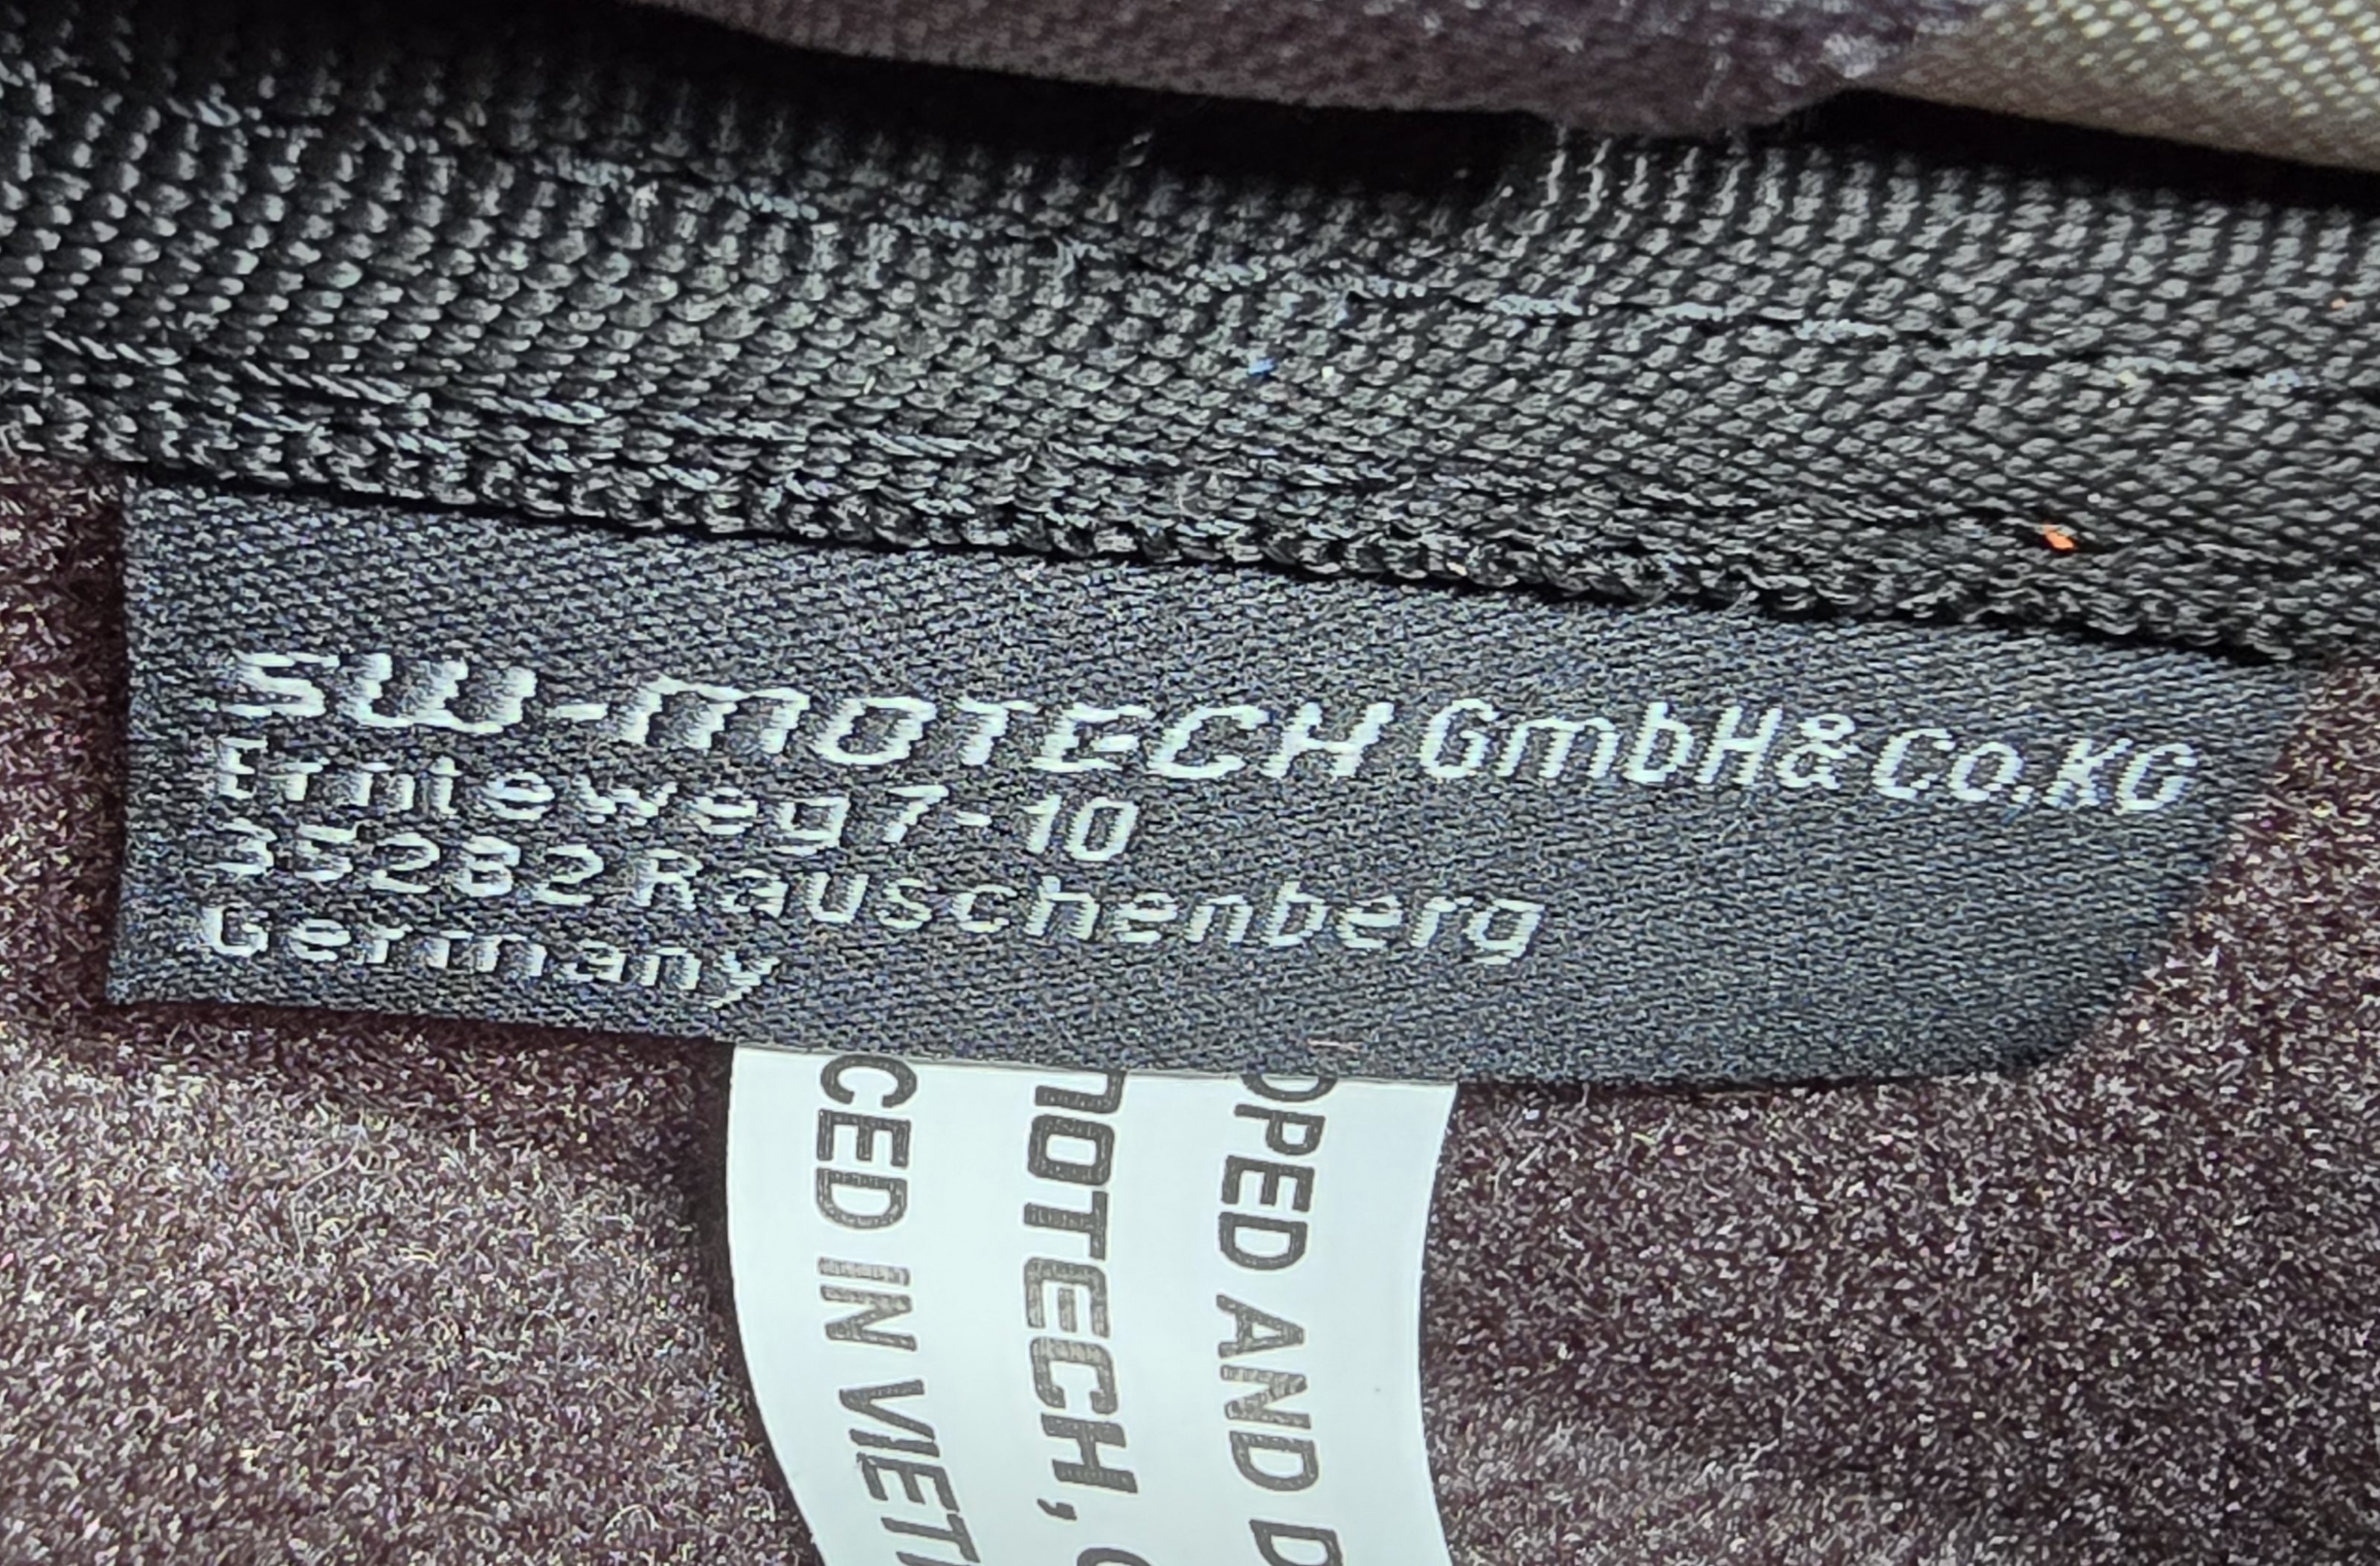 SW-MOTECH GmbH & Co.KG
Ernteweg 7-10
35282 Rauschenberg
Germany
OPED AND D
MOTECH, G
CED IN VIET